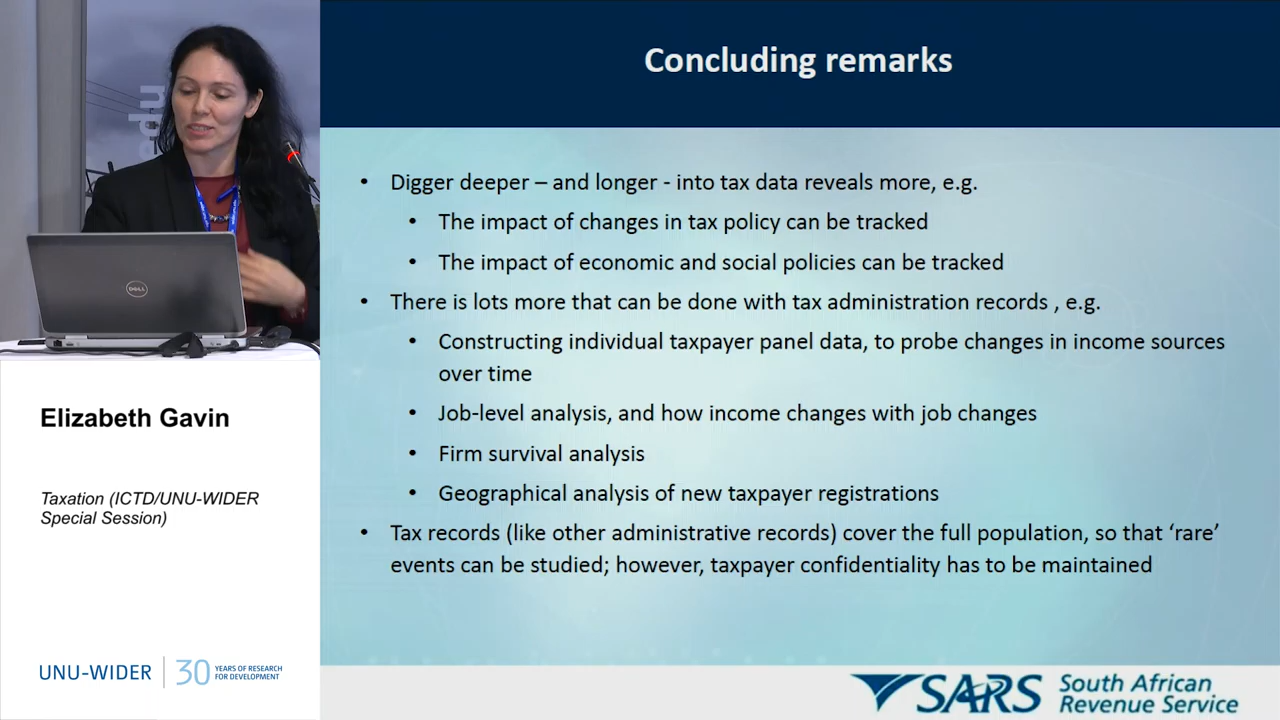 Concluding remarks
• Digger deeper – and longer - into tax data reveals more, e.g.
• The impact of changes in tax policy can be tracked
• The impact of economic and social policies can be tracked
• There is lots more that can be done with tax administration records , e.g.
• Constructing individual taxpayer panel data, to probe changes in income sources
over time
• Job-level analysis, and how income changes with job changes
• Firm survival analysis
• Geographical analysis of new taxpayer registrations
• Tax records (like other administrative records) cover the full population, so that ‘rare’
events can be studied; however, taxpayer confidentiality has to be maintained
DELL
Elizabeth Gavin
Taxation (ICTD/UNU-WIDER
Special Session)
UNU-WIDER
30 YEARS OF RESEARCH
FOR DEVELOPMENT
SARS South African
Revenue Service